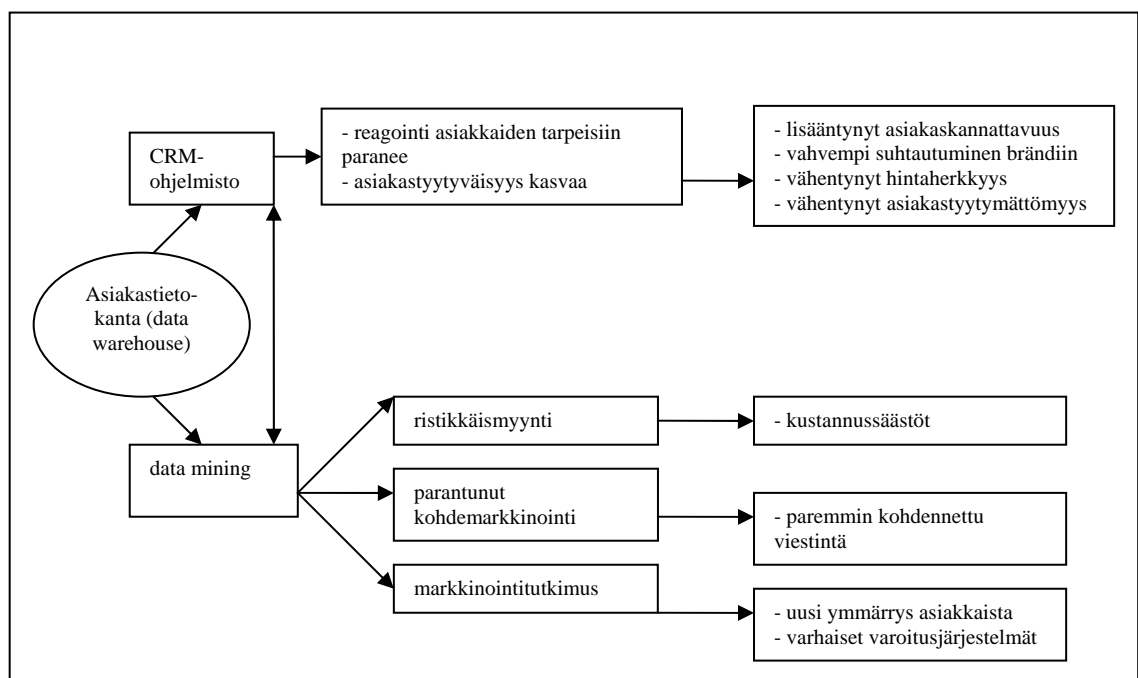 CRM-
ohjelmisto
- reagointi asiakkaiden tarpeisiin
paranee
- asiakastyytyväisyys kasvaa
- lisääntynyt asiakaskannattavuus
- vahvempi suhtautuminen brändiin
- vähentynyt hintaherkkyys
- vähentynyt asiakastyytymättömyys
Asiakastieto-
kanta (data
warehouse)
data mining
ristikkäismyynti
- kustannussäästöt
parantunut
kohdemarkkinointi
- paremmin kohdennettu
viestintä
markkinointitutkimus
- uusi ymmärrys asiakkaista
- varhaiset varoitusjärjestelmät